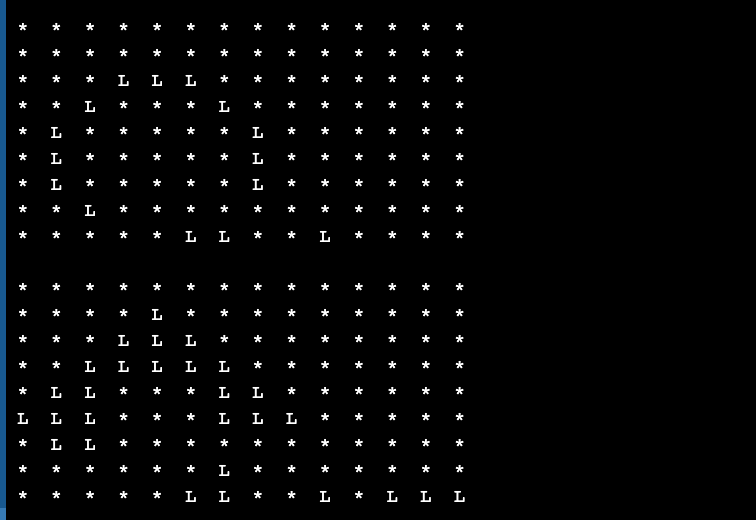 * * * * * * * * * * * * * *
* * * * * * * * * * * * * *
* * * L L L * * * * * * * *
* * L * * * L * * * * * * *
* L * * * * * L * * * * * *
* L * * * * * L * * * * * *
* L * * * * * L * * * * * *
* * L * * * * * * * * * * *
* * * * * L L * * L * * * *

* * * * * * * * * * * * * *
* * * * L * * * * * * * * *
* * * L L L * * * * * * * *
* * L L L L L * * * * * * *
* L L * * * L L * * * * * *
L L L * * * L L L * * * * *
* L L * * * * * * * * * * *
* * * * * * L * * * * * * *
* * * * * L L * * L * L L L